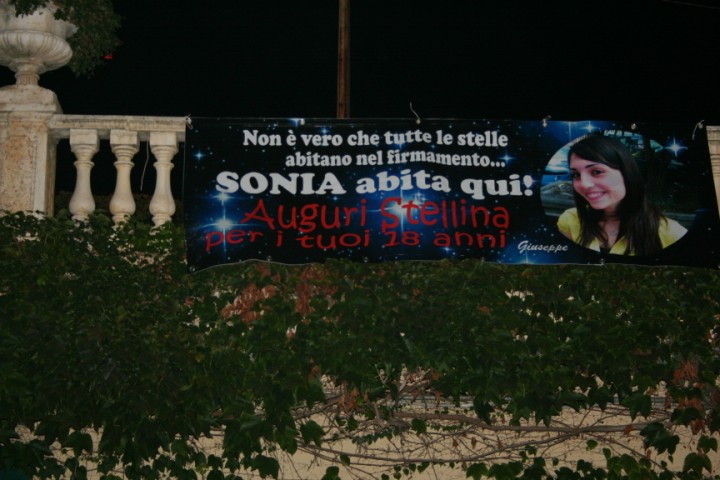 Non è vero che tutte le stelle
abitano nel firmamento...
SONIA abita qui!
Auguri Stellina
per i tuoi 18 anni
Giuseppe